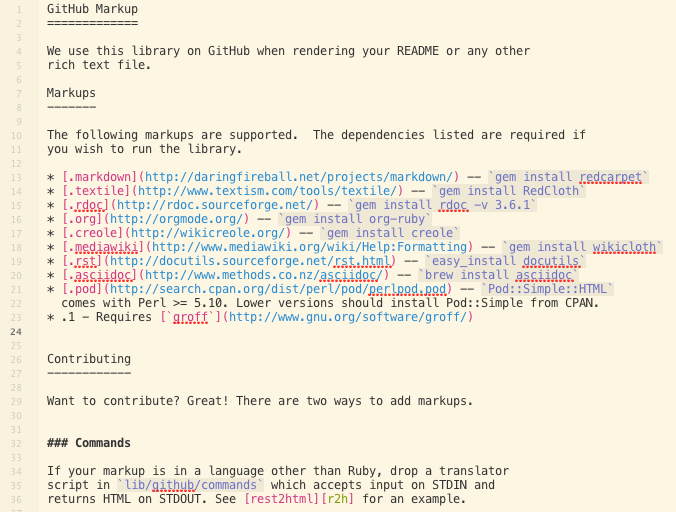 1 GitHub Markup
2 =============
3
4 We use this library on GitHub when rendering your README or any other
5 rich text file.
6
7 Markups
8 -------
9
10 The following markups are supported.  The dependencies listed are required if
11 you wish to run the library.
12
13 * [.markdown](http://daringfireball.net/projects/markdown/) -- `gem install redcarpet`
14 * [.textile](http://www.textism.com/tools/textile/) -- `gem install RedCloth`
15 * [.rdoc](http://rdoc.sourceforge.net/) -- `gem install rdoc -v 3.6.1`
16 * [.org](http://orgmode.org/) -- `gem install org-ruby`
17 * [.creole](http://wikicreole.org/) -- `gem install creole`
18 * [.mediawiki](http://www.mediawiki.org/wiki/Help:Formatting) -- `gem install wikicloth`
19 * [.rst](http://docutils.sourceforge.net/rst.html) -- `easy_install docutils`
20 * [.asciidoc](http://www.methods.co.nz/asciidoc/) -- `brew install asciidoc`
21 * [.pod](http://search.cpan.org/dist/perl/pod/perlpod.pod) -- `Pod::Simple::HTML`
22   comes with Perl >= 5.10. Lower versions should install Pod::Simple from CPAN.
23 * .1 - Requires [`groff`](http://www.gnu.org/software/groff/)
24
25
26 Contributing
27 ------------
28
29 Want to contribute? Great! There are two ways to add markups.
30
31
32 ### Commands
33
34 If your markup is in a language other than Ruby, drop a translator
35 script in `lib/github/commands` which accepts input on STDIN and
36 returns HTML on STDOUT. See [rest2html][r2h] for an example.